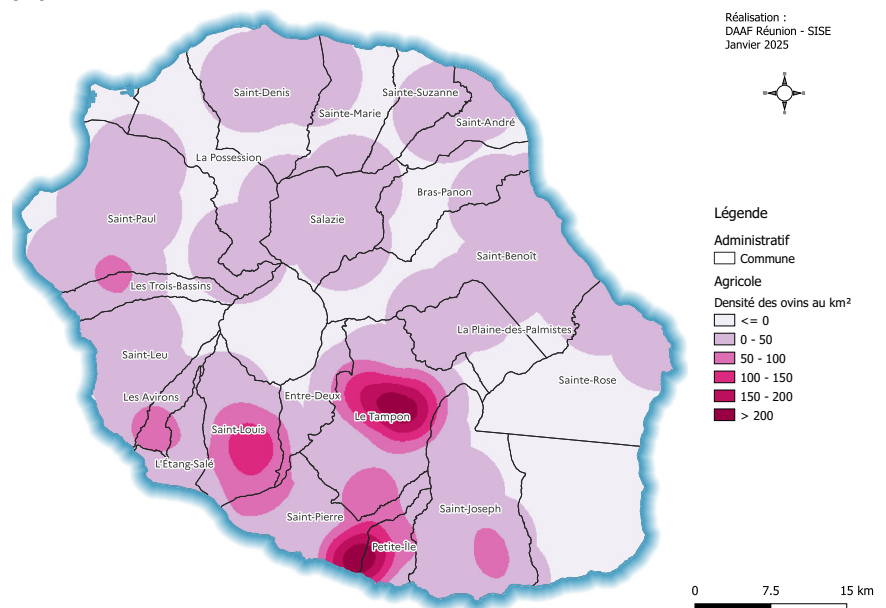 Réalisation :
DAAF Réunion - SISE
Janvier 2025
Saint-Denis
Sainte-Marie
Sainte-Suzanne
Saint-André
La Possession
Bras-Panon
Saint-Paul
Salazie
Saint-Benoît
Les Trois-Bassins
La Plaine-des-Palmistes
Saint-Leu
Sainte-Rose
Les Avirons
Entre-Deux
Le Tampon
Saint-Louis
L'Étang-Salé
Saint-Pierre
Saint-Joseph
Petite-Île
Légende
Administratif
Commune
Agricole
Densité des ovins au km²
<= 0
0 - 50
50 - 100
100 - 150
150 - 200
> 200
0 7.5 15 km